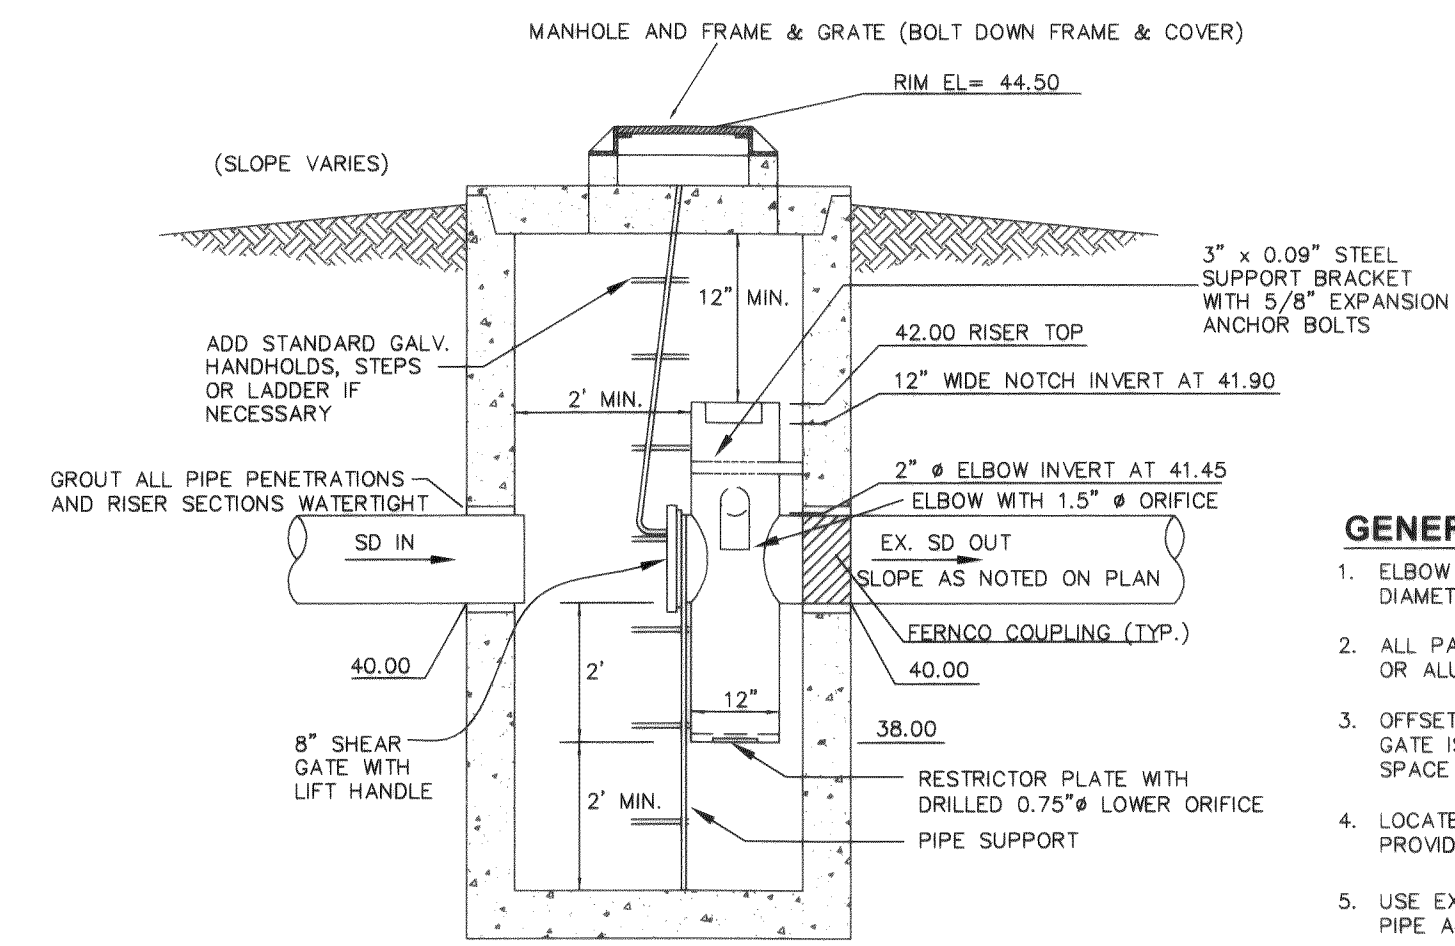 MANHOLE AND FRAME & GRATE (BOLT DOWN FRAME & COVER)
RIM EL= 44.50
(SLOPE VARIES)
3" x 0.09" STEEL
SUPPORT BRACKET
WITH 5/8" EXPANSION
ANCHOR BOLTS
12" MIN.
42.00 RISER TOP
ADD STANDARD GALV.
HANDHOLDS, STEPS
OR LADDER IF
NECESSARY
12" WIDE NOTCH INVERT AT 41.90
2' MIN.
GROUT ALL PIPE PENETRATIONS
AND RISER SECTIONS WATERTIGHT
2" ø ELBOW INVERT AT 41.45
ELBOW WITH 1.5" ø ORIFICE
SD IN
EX. SD OUT
SLOPE AS NOTED ON PLAN
FERNCO COUPLING (TYP.)
40.00
2'
40.00
12"
38.00
8" SHEAR
GATE WITH
LIFT HANDLE
RESTRICTOR PLATE WITH
DRILLED 0.75"ø LOWER ORIFICE
2' MIN.
PIPE SUPPORT
GENER
1. ELBOW
DIAMET
2. ALL PA
OR ALU
3. OFFSET
GATE IS
SPACE
4. LOCATE
PROVID
5. USE EX
PIPE A